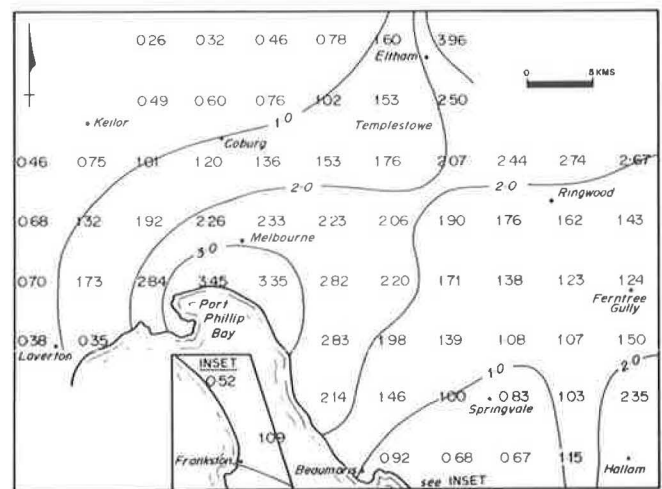 0.26 0.32 0.46 0.78 1.60 3.96
Eltham
0 5 KMS
0.49 0.60 0.76 1.02 1.53 2.50
Keilor
1.0
Templestowe
Coburg
0.46 0.75 1.01 1.20 1.36 1.53 1.76 2.07 2.44 2.74 2.67
2.0 2.0
Ringwood
0.68 1.32 1.92 2.26 2.33 2.23 2.06 1.90 1.76 1.62 1.43
Melbourne
3.0
0.70 1.73 2.84 3.45 3.35 2.82 2.20 1.71 1.38 1.23 1.24
Port
Phillip
Bay
Ferntree
Gully
0.38 0.35 2.83 1.98 1.39 1.08 1.07 1.50
Laverton
INSET
0.52
1.0 2.0
2.14 1.46 1.00 0.83 1.03 2.35
Springvale
1.09
Frankston
Beaumaris
0.92 0.68 0.67 1.15
Hallam
see INSET